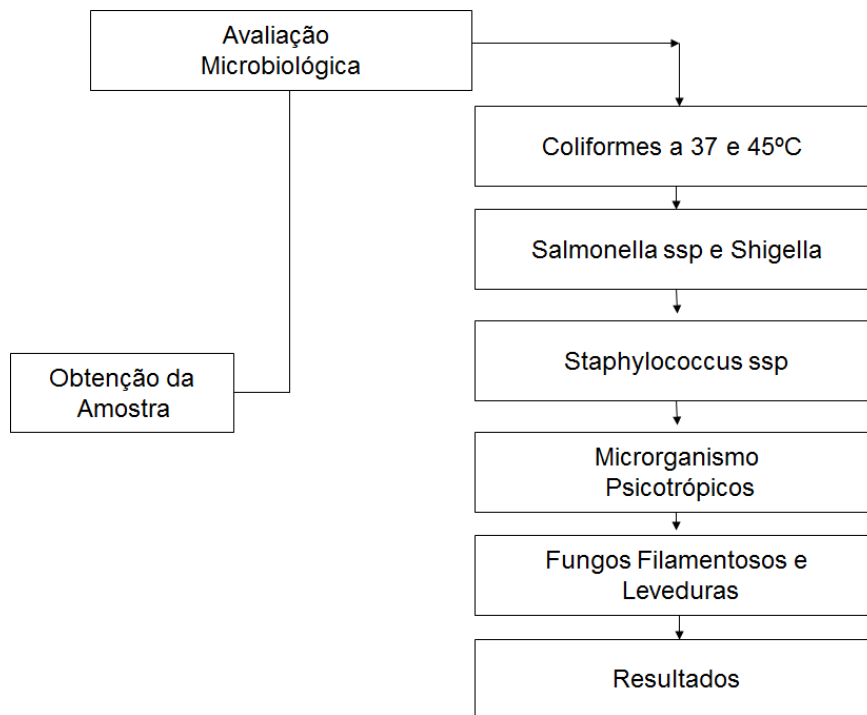 Avaliação
Microbiológica
Coliformes a 37 e 45ºC
Salmonella ssp e Shigella
Staphylococcus ssp
Obtenção da
Amostra
Microrganismo
Psicotrópicos
Fungos Filamentosos e
Leveduras
Resultados